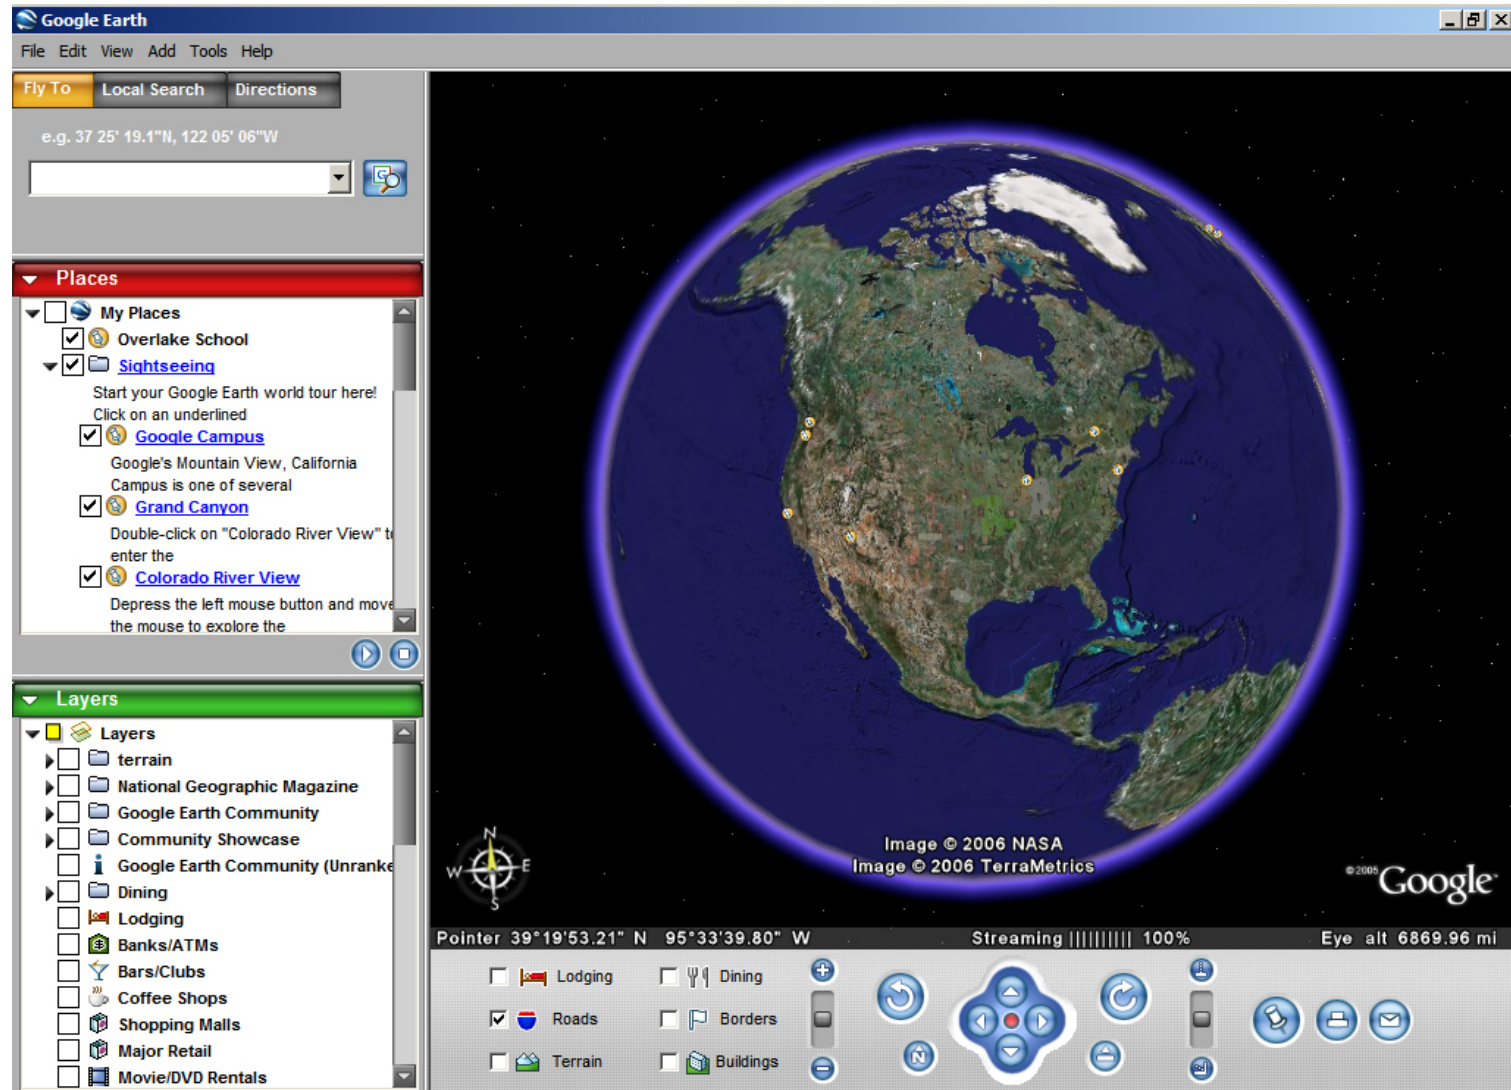 Google Earth
File Edit View Add Tools Help
Fly To Local Search Directions
e.g. 37 25' 19.1"N, 122 05' 06"W
Places
My Places
Overlake School
Sightseeing
Start your Google Earth world tour here!
Click on an underlined
Google Campus
Google's Mountain View, California
Campus is one of several
Grand Canyon
Double-click on "Colorado River View" to
enter the
Colorado River View
Depress the left mouse button and move
the mouse to explore the
Layers
Layers
terrain
National Geographic Magazine
Google Earth Community
Community Showcase
Google Earth Community (Unranke
Dining
Lodging
Banks/ATMs
Bars/Clubs
Coffee Shops
Shopping Malls
Major Retail
Movie/DVD Rentals
N
W E
S
Image © 2006 NASA
Image © 2006 TerraMetrics
©2005 Google
Pointer 39°19'53.21" N 95°33'39.80" W Streaming |||||||||| 100% Eye alt 6869.96 mi
Lodging Dining
Roads Borders
Terrain Buildings
N